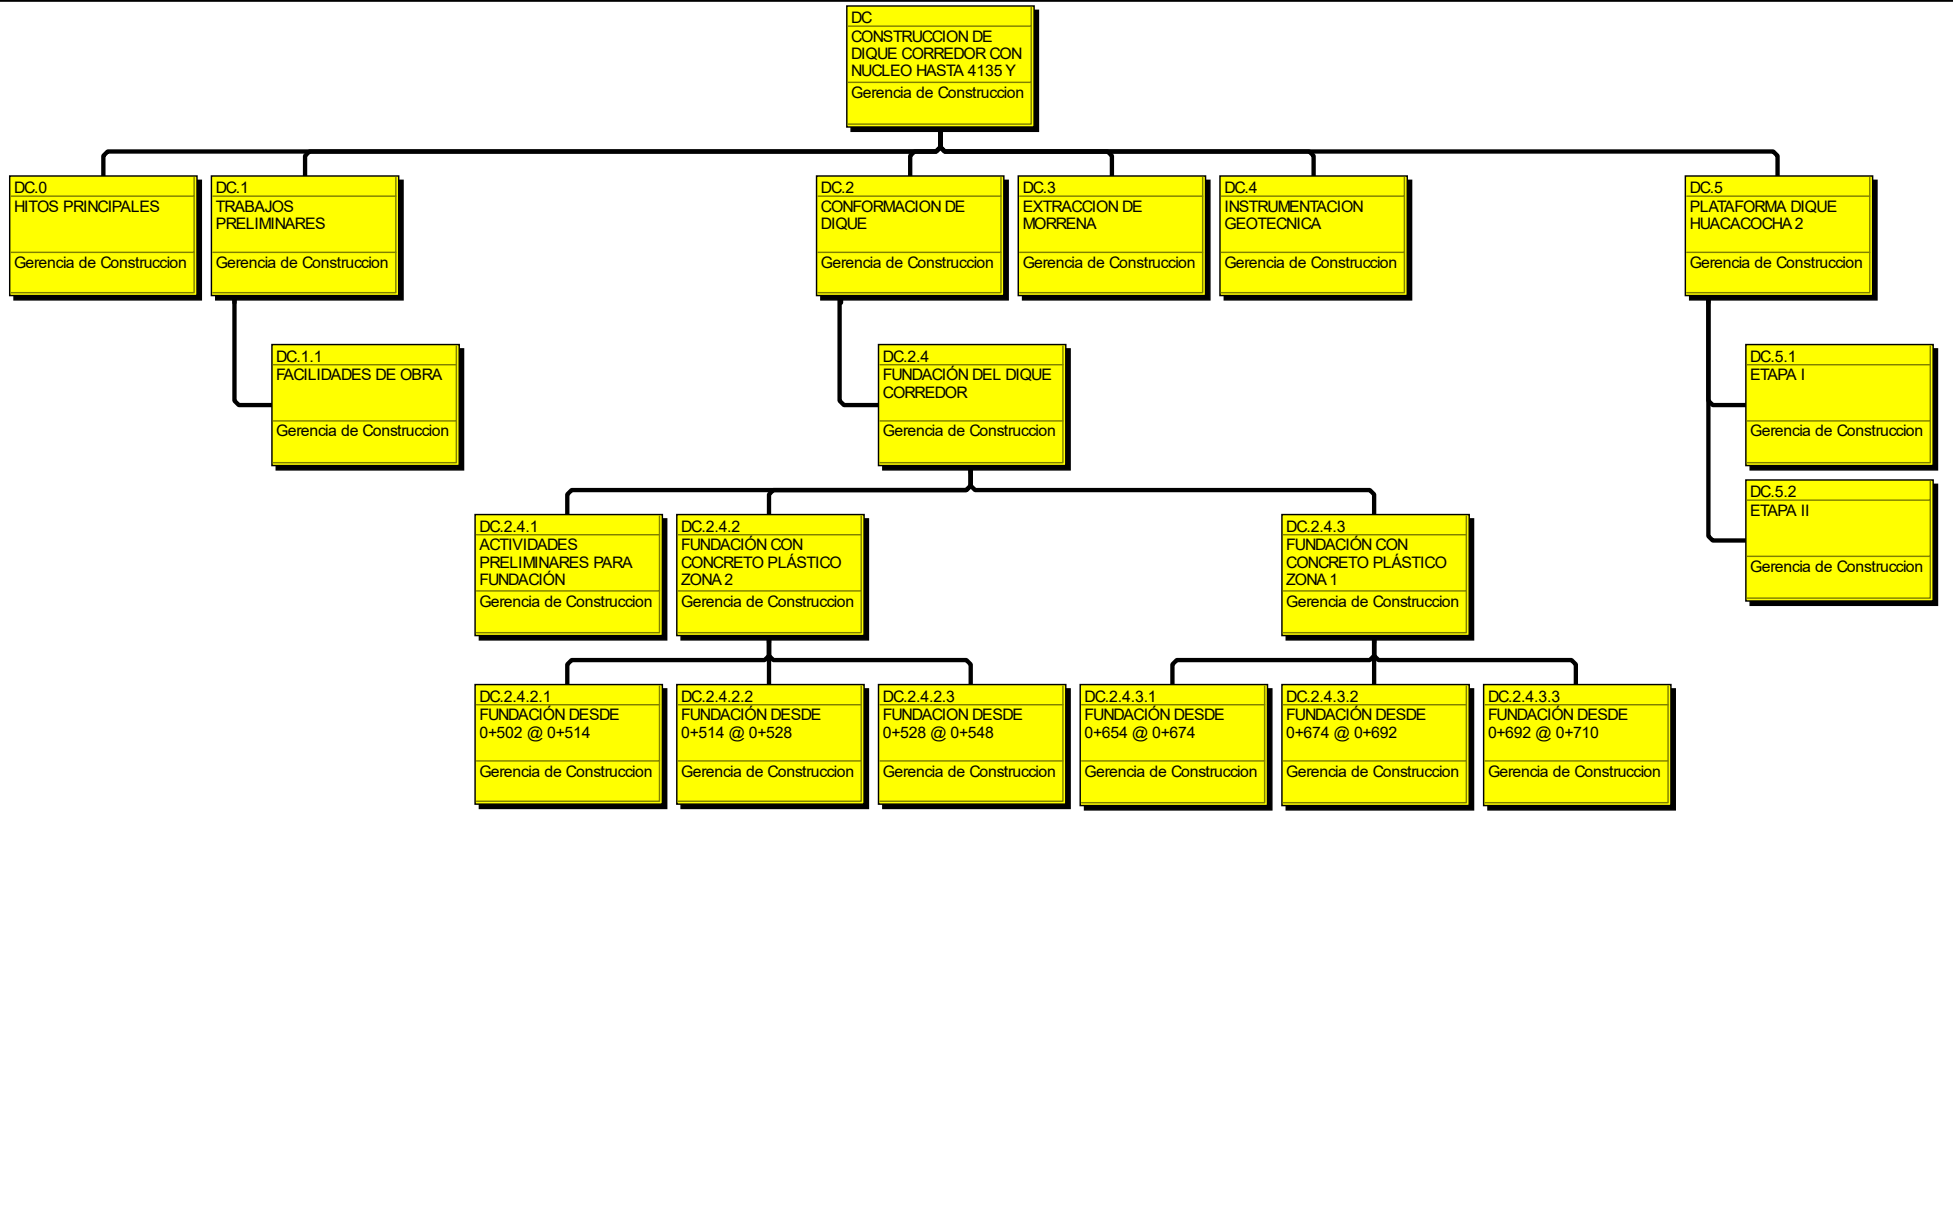 DC
CONSTRUCCION DE
DIQUE CORREDOR CON
NUCLEO HASTA 4135 Y
Gerencia de Construccion
DC.0
HITOS PRINCIPALES
Gerencia de Construccion
DC.1
TRABAJOS
PRELIMINARES
Gerencia de Construccion
DC.2
CONFORMACION DE
DIQUE
Gerencia de Construccion
DC.3
EXTRACCION DE
MORRENA
Gerencia de Construccion
DC.4
INSTRUMENTACION
GEOTECNICA
Gerencia de Construccion
DC.5
PLATAFORMA DIQUE
HUACACOCHA 2
Gerencia de Construccion
DC.1.1
FACILIDADES DE OBRA
Gerencia de Construccion
DC.2.4
FUNDACIÓN DEL DIQUE
CORREDOR
Gerencia de Construccion
DC.5.1
ETAPA I
Gerencia de Construccion
DC.5.2
ETAPA II
Gerencia de Construccion
DC.2.4.1
ACTIVIDADES
PRELIMINARES PARA
FUNDACIÓN
Gerencia de Construccion
DC.2.4.2
FUNDACIÓN CON
CONCRETO PLÁSTICO
ZONA 2
Gerencia de Construccion
DC.2.4.3
FUNDACIÓN CON
CONCRETO PLÁSTICO
ZONA 1
Gerencia de Construccion
DC.2.4.2.1
FUNDACIÓN DESDE
0+502 @ 0+514
Gerencia de Construccion
DC.2.4.2.2
FUNDACIÓN DESDE
0+514 @ 0+528
Gerencia de Construccion
DC.2.4.2.3
FUNDACION DESDE
0+528 @ 0+548
Gerencia de Construccion
DC.2.4.3.1
FUNDACIÓN DESDE
0+654 @ 0+674
Gerencia de Construccion
DC.2.4.3.2
FUNDACIÓN DESDE
0+674 @ 0+692
Gerencia de Construccion
DC.2.4.3.3
FUNDACIÓN DESDE
0+692 @ 0+710
Gerencia de Construccion